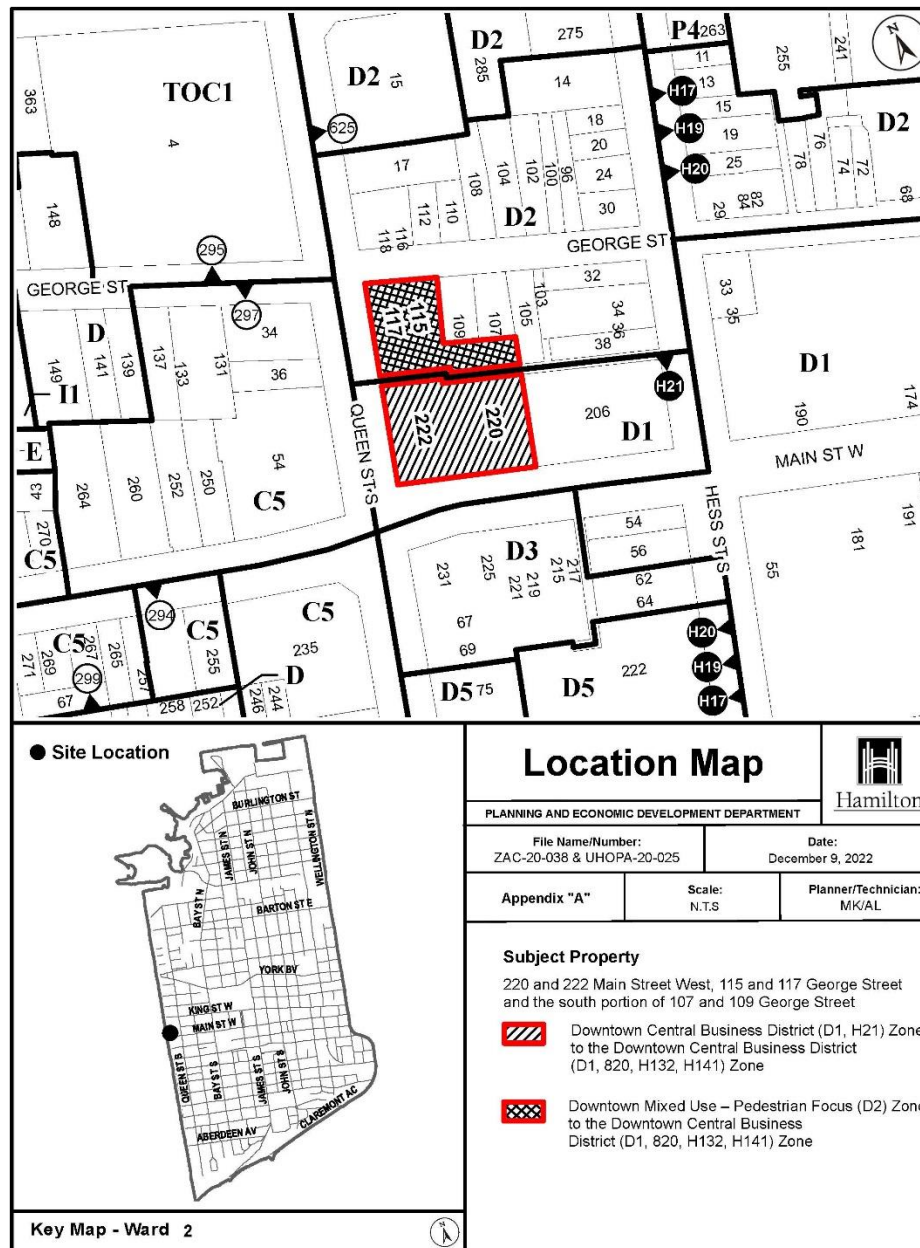 275
263
P4
D2
285
D2
15
TOC1
363
4
14
11
13
255
241
H17
N
625
15
18
H19
19
D2
76
17
108
104
102
100
96
20
24
H20
25
78
74
72
148
112
110
D2
30
29
84
82
68
118
116
GEORGE ST
295
GEORGE ST
297
D
34
117
115
109
107
105
103
32
34
36
38
33
35
D1
149
141
139
137
133
131
36
H21
I1
QUEEN ST S
222
220
206
D1
190
174
E
54
MAIN ST W
43
264
260
252
250
C5
270
C5
HESS ST S
54
56
D3
231
225
221
219
215
217
62
64
55
181
191
294
C5
C5
C5
67
69
H20
271
269
267
265
257
255
235
299
D
222
H19
67
258
252
246
244
D5
75
D5
H17
Site Location
BURLINGTON ST
JAMES ST N
JOHN ST N
WELLINGTON ST N
BAY ST N
BARTON ST E
YORK BV
KING ST W
MAIN ST W
QUEEN ST S
BAY ST S
JAMES ST S
JOHN ST S
CLAREMONT AC
ABERDEEN AV
Key Map - Ward 2
N
Location Map
Hamilton
PLANNING AND ECONOMIC DEVELOPMENT DEPARTMENT
File Name/Number:
ZAC-20-038 & UHOPA-20-025
Date:
December 9, 2022
Appendix "A"
Scale:
N.T.S
Planner/Technician:
MK/AL
Subject Property
220 and 222 Main Street West, 115 and 117 George Street
and the south portion of 107 and 109 George Street
Downtown Central Business District (D1, H21) Zone
to the Downtown Central Business District
(D1, 820, H132, H141) Zone
Downtown Mixed Use – Pedestrian Focus (D2) Zone
to the Downtown Central Business
District (D1, 820, H132, H141) Zone